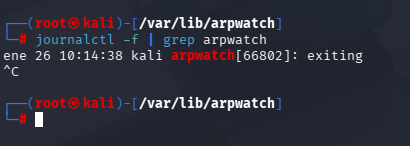 ┌──(root㉿kali)-[/var/lib/arpwatch]
└─# journalctl -f | grep arpwatch
ene 26 10:14:38 kali arpwatch[66802]: exiting
^C
┌──(root㉿kali)-[/var/lib/arpwatch]
└─#